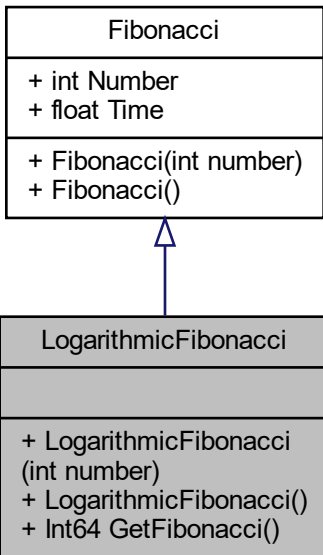 Fibonacci
+ int Number
+ float Time
+ Fibonacci(int number)
+ Fibonacci()
LogarithmicFibonacci
+ LogarithmicFibonacci
(int number)
+ LogarithmicFibonacci()
+ Int64 GetFibonacci()